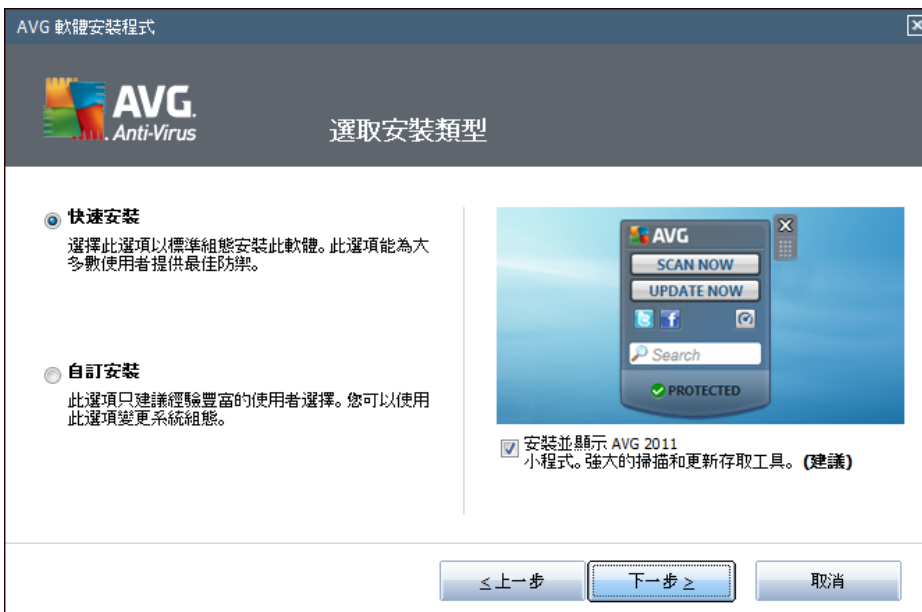 AVG 軟體安裝程式
AVG.
Anti-Virus
選取安裝類型
快速安裝
選擇此選項以標準組態安裝此軟體。此選項能為大
多數使用者提供最佳防禦。
自訂安裝
此選項只建議經驗豐富的使用者選擇。您可以使用
此選項變更系統組態。
AVG
SCAN NOW
UPDATE NOW
Search
PROTECTED
安裝並顯示 AVG 2011
小程式。強大的掃描和更新存取工具。(建議)
<上一步
下一步 >
取消